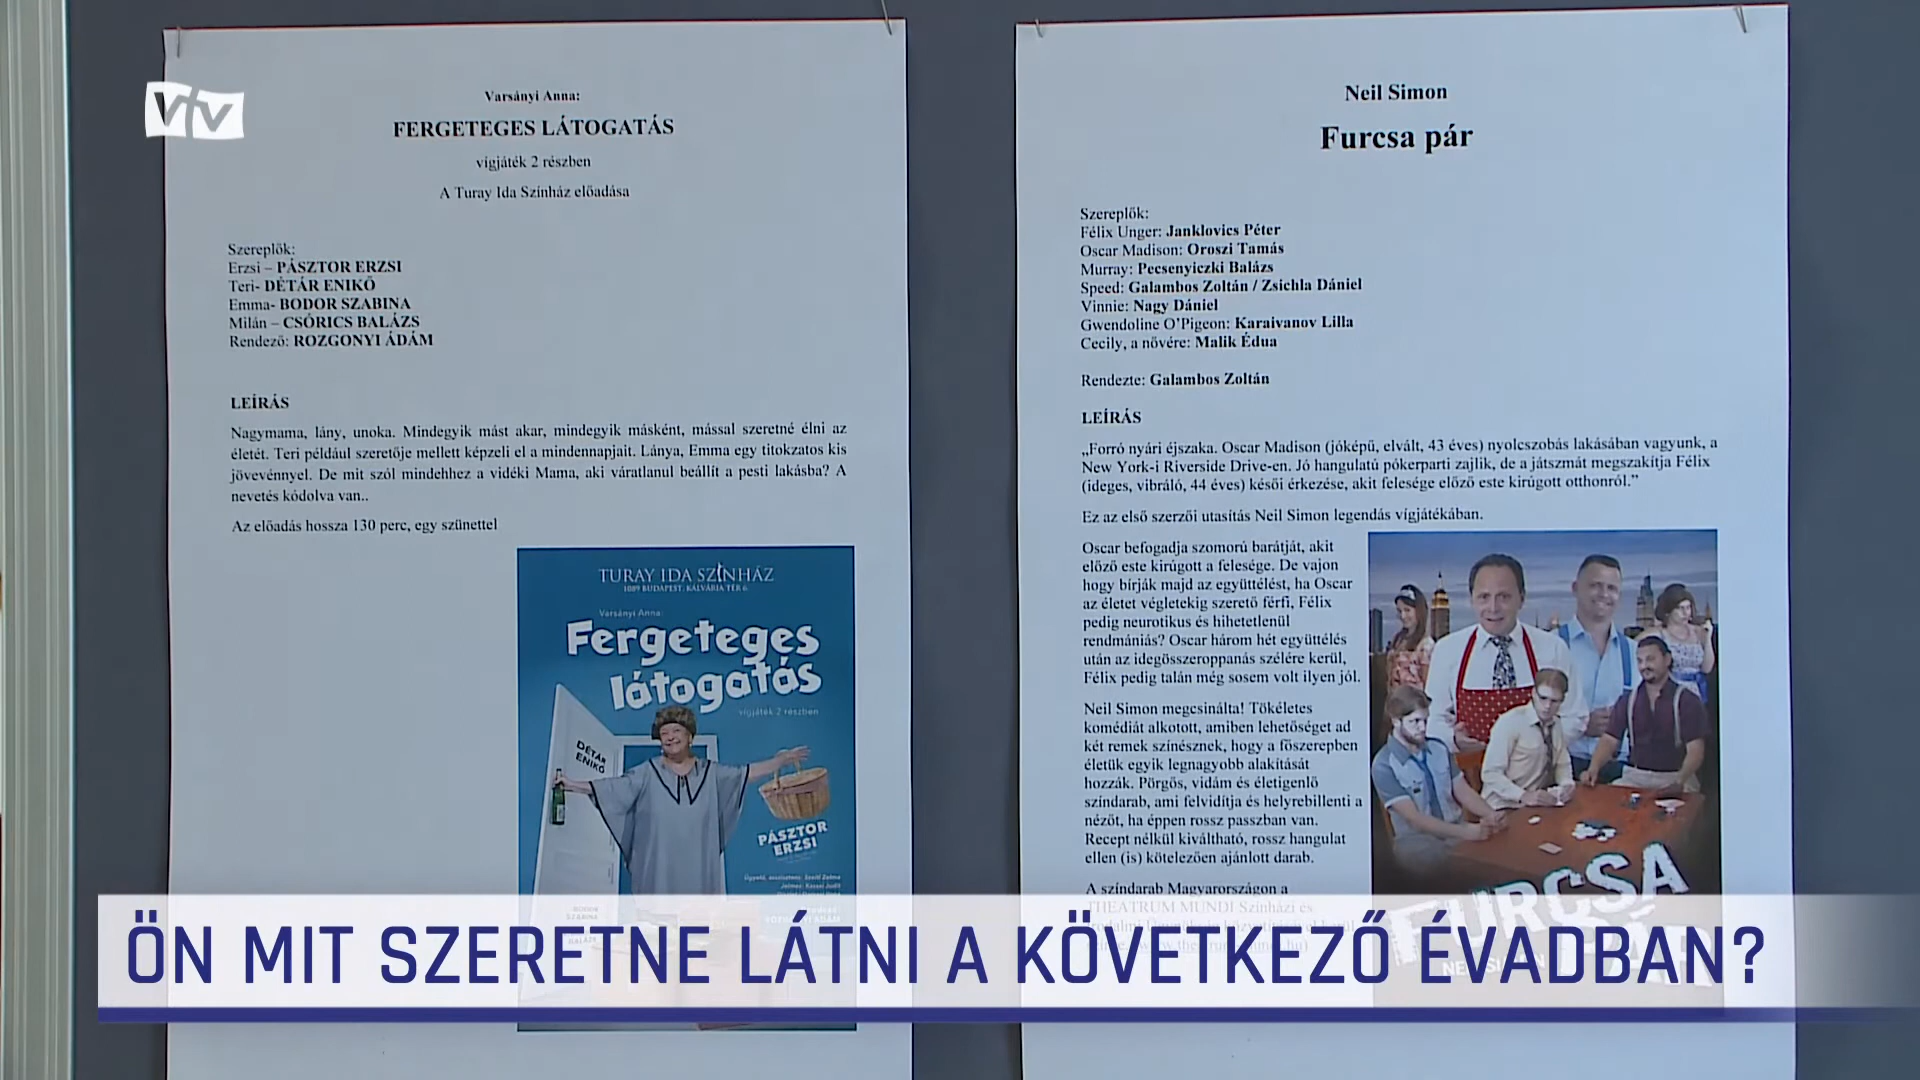 VTV
Varsányi Anna:
FERGETEGES LÁTOGATÁS
vígjáték 2 részben
A Turay Ida Színház előadása
Szereplők:
Erzsi – PÁSZTOR ERZSI
Teri- DÉTÁR ENIKŐ
Emma- BODOR SZABINA
Milán – CSÓRICS BALÁZS
Rendező: ROZGONYI ÁDÁM
LEÍRÁS
Nagymama, lány, unoka. Mindegyik mást akar, mindegyik másként, mással szeretné élni az
életét. Teri például szeretője mellett képzeli el a mindennapjait. Lánya, Emma egy titokzatos kis
jövevénnyel. De mit szól mindehhez a vidéki Mama, aki váratlanul beállít a pesti lakásba? A
nevetés kódolva van..
Az előadás hossza 130 perc, egy szünettel
TURAY IDA SZÍNHÁZ
1089 BUDAPEST, KÁLVÁRIA TÉR 6.
Varsányi Anna:
Fergeteges
látogatás
vígjáték 2 részben
DÉTÁR
ENIKŐ
PÁSZTOR
ERZSI
BODOR
SZABINA
Neil Simon
Furcsa pár
Szereplők:
Félix Unger: Janklovics Péter
Oscar Madison: Oroszi Tamás
Murray: Pecsenyiczki Balázs
Speed: Galambos Zoltán / Zsichla Dániel
Vinnie: Nagy Dániel
Gwendoline O'Pigeon: Karaivanov Lilla
Cecily, a nővére: Malik Édua
Rendezte: Galambos Zoltán
LEÍRÁS
„Forró nyári éjszaka. Oscar Madison (jóképű, elvált, 43 éves) nyolcszobás lakásában vagyunk, a
New York-i Riverside Drive-en. Jó hangulatú pókerparti zajlik, de a játszmát megszakítja Félix
(ideges, vibráló, 44 éves) késői érkezése, akit felesége előző este kirúgott otthonról.”
Ez az első szerzői utasítás Neil Simon legendás vígjátékában.
Oscar befogadja szomorú barátját, akit
előző este kirúgott a felesége. De vajon
hogy bírják majd az együttélést, ha Oscar
az életet végletekig szerető férfi, Félix
pedig neurotikus és hihetetlenül
rendmániás? Oscar három hét együttélés
után az idegösszeroppanás szélére kerül,
Félix pedig talán még sosem volt ilyen jól.
Neil Simon megcsinálta! Tökéletes
komédiát alkotott, amiben lehetőséget ad
két remek színésznek, hogy a főszerepben
életük egyik legnagyobb alakítását
hozzák. Pörgős, vidám és életigenlő
színdarab, ami felvidítja és helyrebillenti a
nézőt, ha éppen rossz passzban van.
Recept nélkül kiváltható, rossz hangulat
ellen (is) kötelezően ajánlott darab.
A színdarab Magyarországon a
THEATRUM MUNDI Színházi és
FURCSA
ÖN MIT SZERETNE LÁTNI A KÖVETKEZŐ ÉVADBAN?